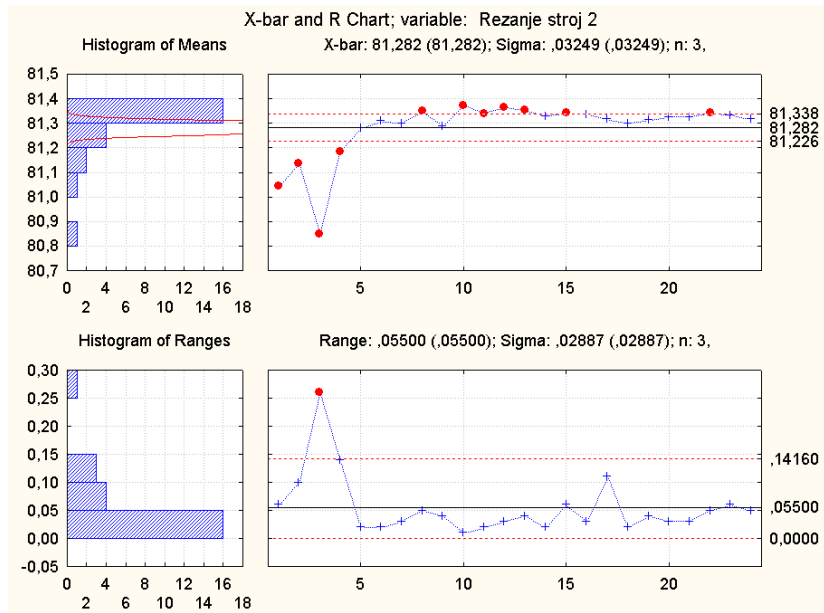 X-bar and R Chart; variable: Rezanje stroj 2
Histogram of Means
X-bar: 81,282 (81,282); Sigma: ,03249 (,03249); n: 3,
81,5
81,4
81,3
81,2
81,1
81,0
80,9
80,8
80,7
81,338
81,282
81,226
0 4 8 12 16
2 6 10 14 18
5 10 15 20
Histogram of Ranges
Range: ,05500 (,05500); Sigma: ,02887 (,02887); n: 3,
0,30
0,25
0,20
0,15
0,10
0,05
0,00
-0,05
,14160
,05500
0,0000
0 4 8 12 16
2 6 10 14 18
5 10 15 20